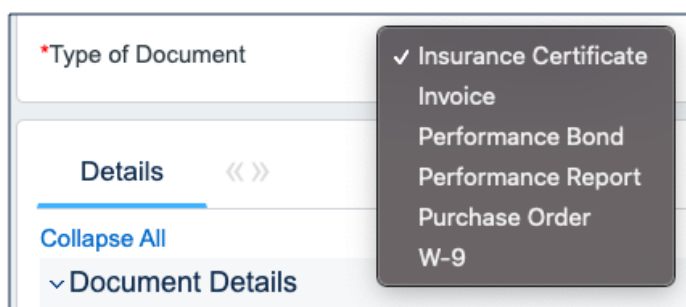 *Type of Document
✓ Insurance Certificate
Invoice
Performance Bond
Performance Report
Purchase Order
W-9
Details
Collapse All
Document Details